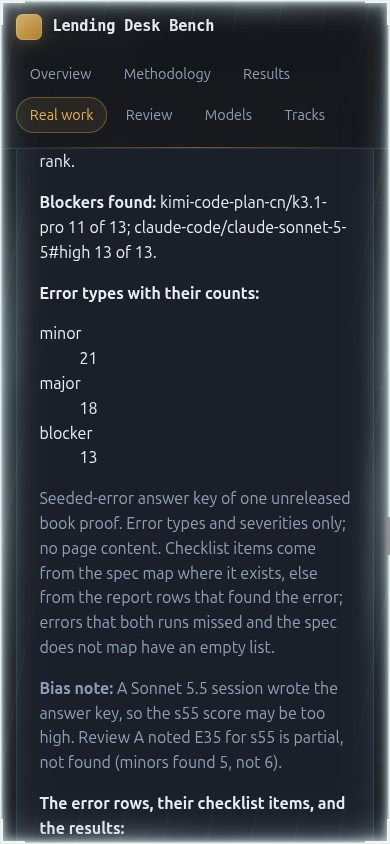 Lending Desk Bench
Overview Methodology Results
Real work Review Models Tracks
rank.
Blockers found: kimi-code-plan-cn/k3.1-
pro 11 of 13; claude-code/claude-sonnet-5-
5#high 13 of 13.
Error types with their counts:
minor
21
major
18
blocker
13
Seeded-error answer key of one unreleased
book proof. Error types and severities only;
no page content. Checklist items come
from the spec map where it exists, else
from the report rows that found the error;
errors that both runs missed and the spec
does not map have an empty list.
Bias note: A Sonnet 5.5 session wrote the
answer key, so the s55 score may be too
high. Review A noted E35 for s55 is partial,
not found (minors found 5, not 6).
The error rows, their checklist items, and
the results: